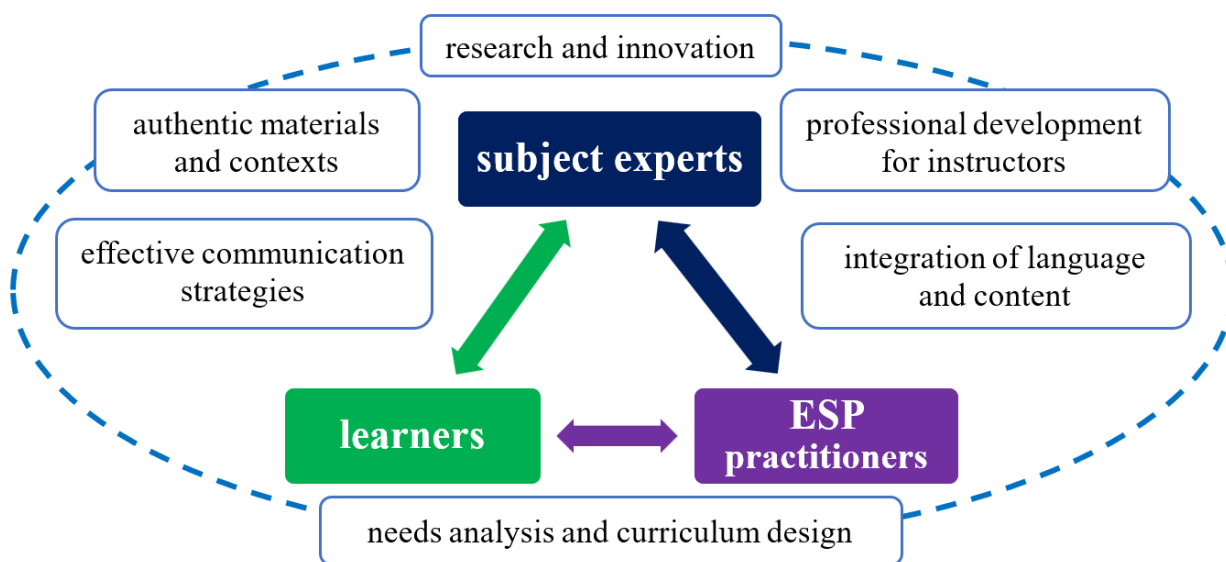 research and innovation
authentic materials
and contexts
subject experts
professional development
for instructors
effective communication
strategies
integration of language
and content
learners
ESP
practitioners
needs analysis and curriculum design